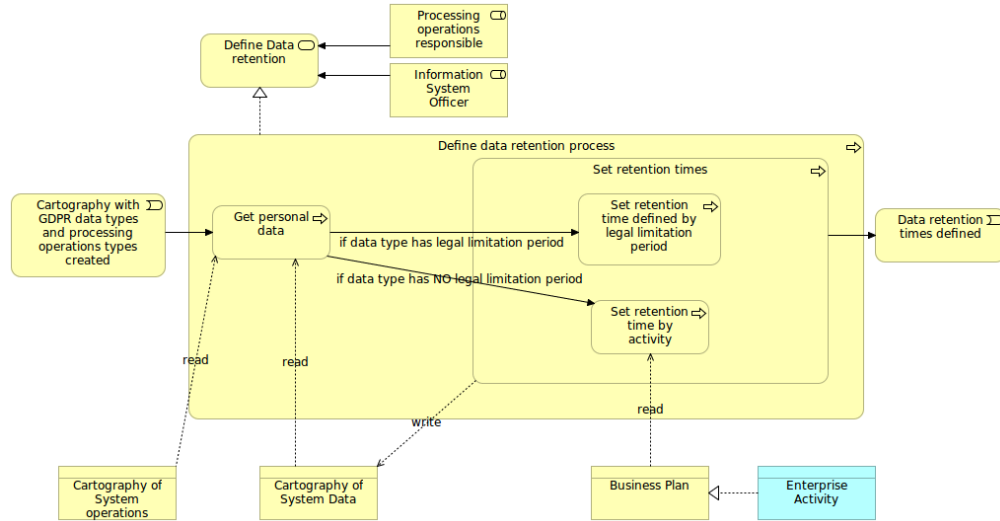 Processing
operations
responsible
Define Data
retention
Information
System
Officer
Define data retention process
Set retention times
Cartography with
GDPR data types
and processing
operations types
created
Get personal
data
Set retention
time defined by
legal limitation
period
Data retention
times defined
if data type has legal limitation period
if data type has NO legal limitation period
Set retention
time by
activity
read
read
read
write
Cartography of
System
operations
Cartography of
System Data
Business Plan
Enterprise
Activity